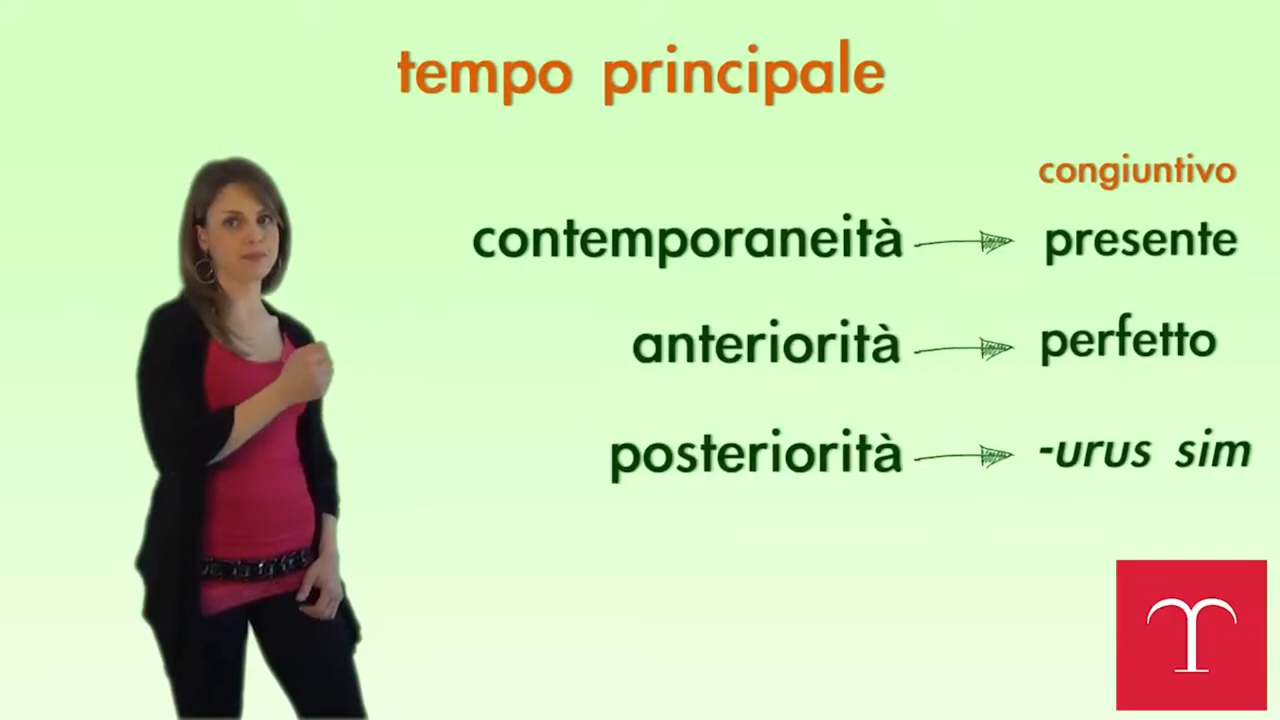 tempo principale
congiuntivo
contemporaneità presente
anteriorità perfetto
posteriorità -urus sim